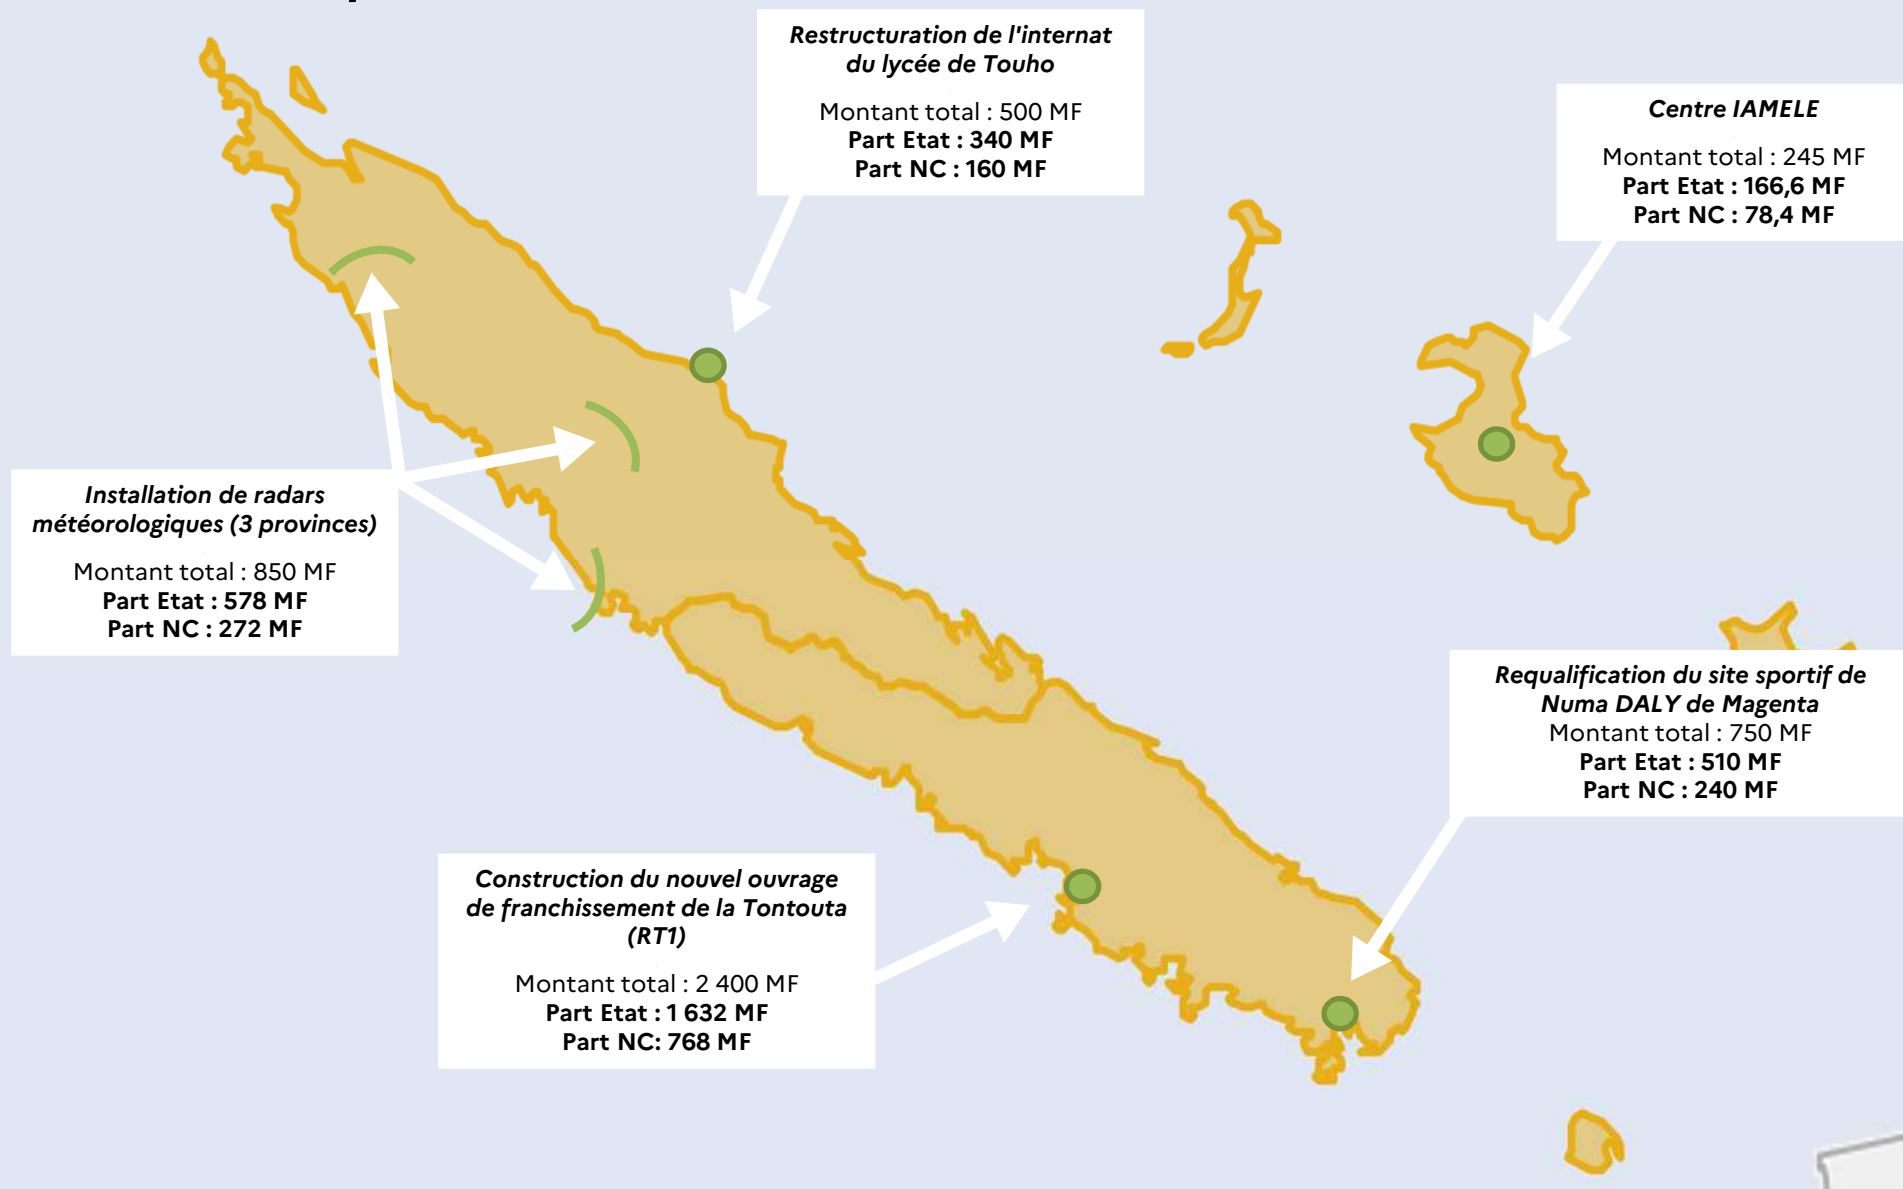 Restructuration de l'internat
du lycée de Touho
Montant total : 500 MF
Part Etat : 340 MF
Part NC : 160 MF
Centre IAMELE
Montant total : 245 MF
Part Etat : 166,6 MF
Part NC : 78,4 MF
Installation de radars
météorologiques (3 provinces)
Montant total : 850 MF
Part Etat : 578 MF
Part NC : 272 MF
Requalification du site sportif de
Numa DALY de Magenta
Montant total : 750 MF
Part Etat : 510 MF
Part NC : 240 MF
Construction du nouvel ouvrage
de franchissement de la Tontouta
(RT1)
Montant total : 2 400 MF
Part Etat : 1 632 MF
Part NC: 768 MF